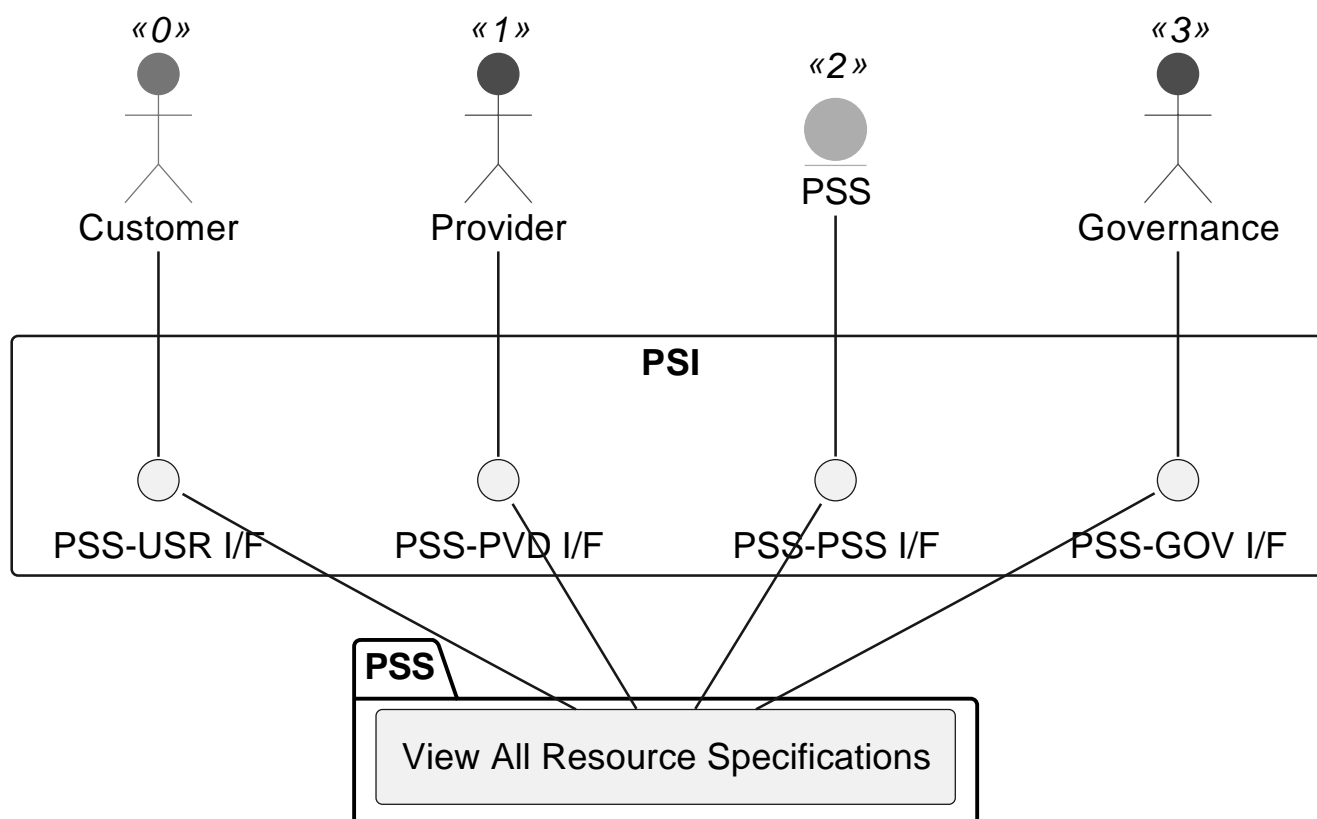 «0»
«1»
«2»
«3»
Customer
Provider
PSS
Governance
PSI
PSS-USR I/F
PSS-PVD I/F
PSS-PSS I/F
PSS-GOV I/F
PSS
View All Resource Specifications